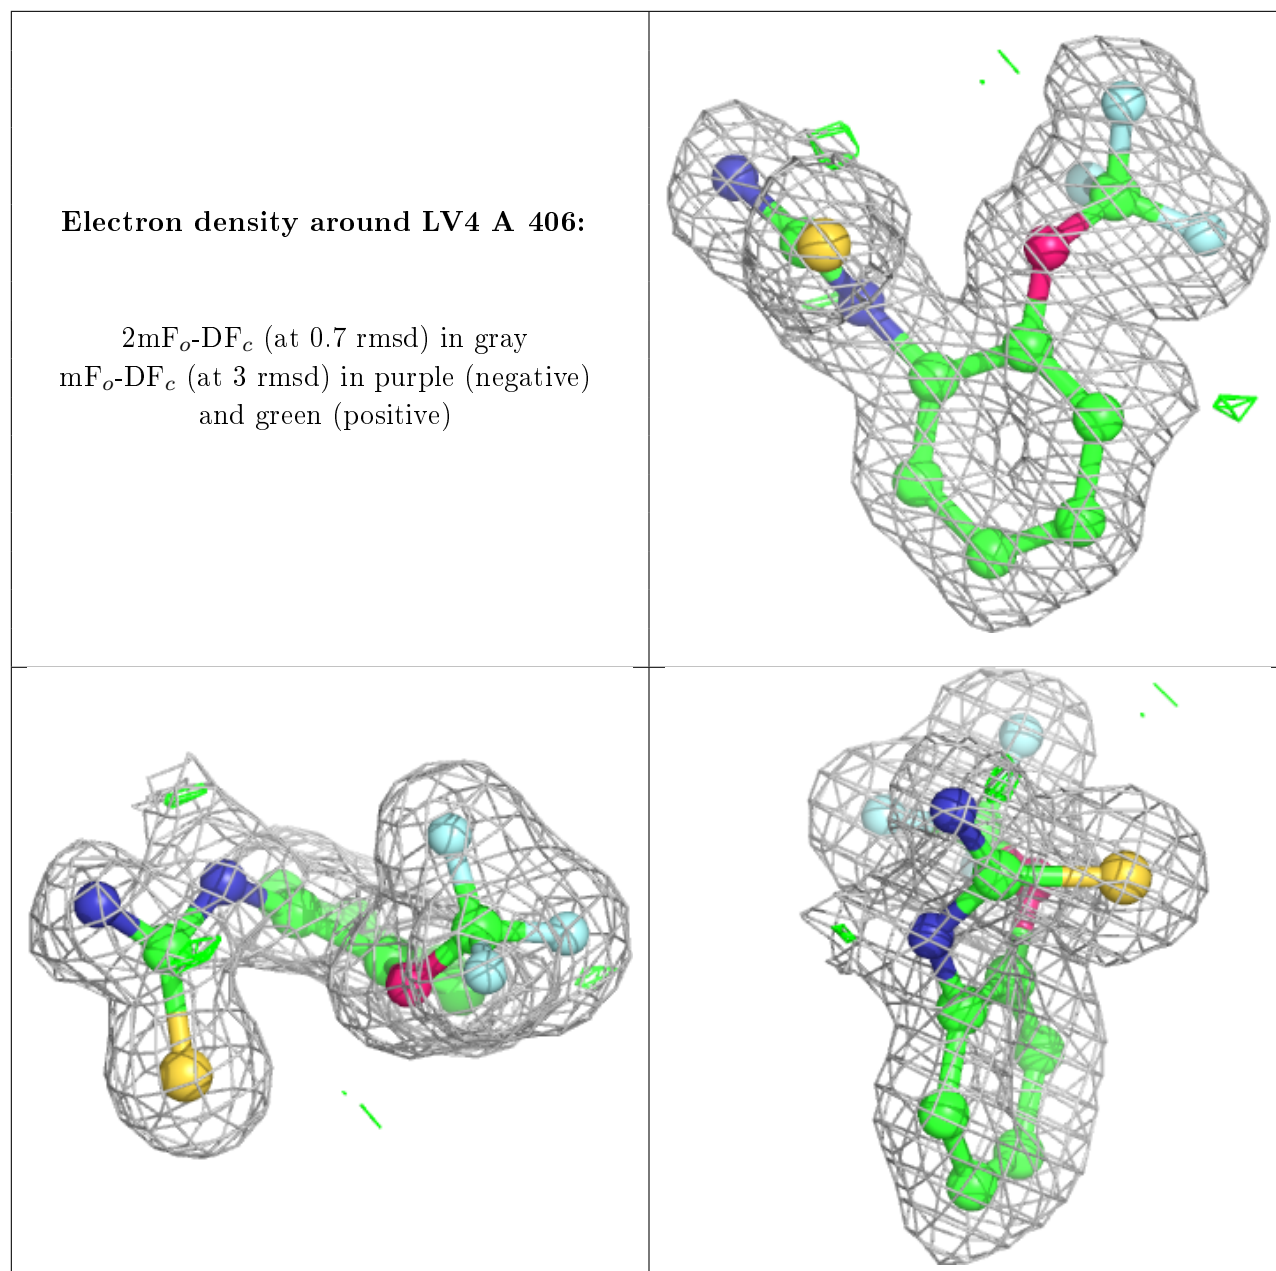 Electron density around LV4 A 406:
2mFₒ-DF𝒸 (at 0.7 rmsd) in gray
mFₒ-DF𝒸 (at 3 rmsd) in purple (negative)
and green (positive)